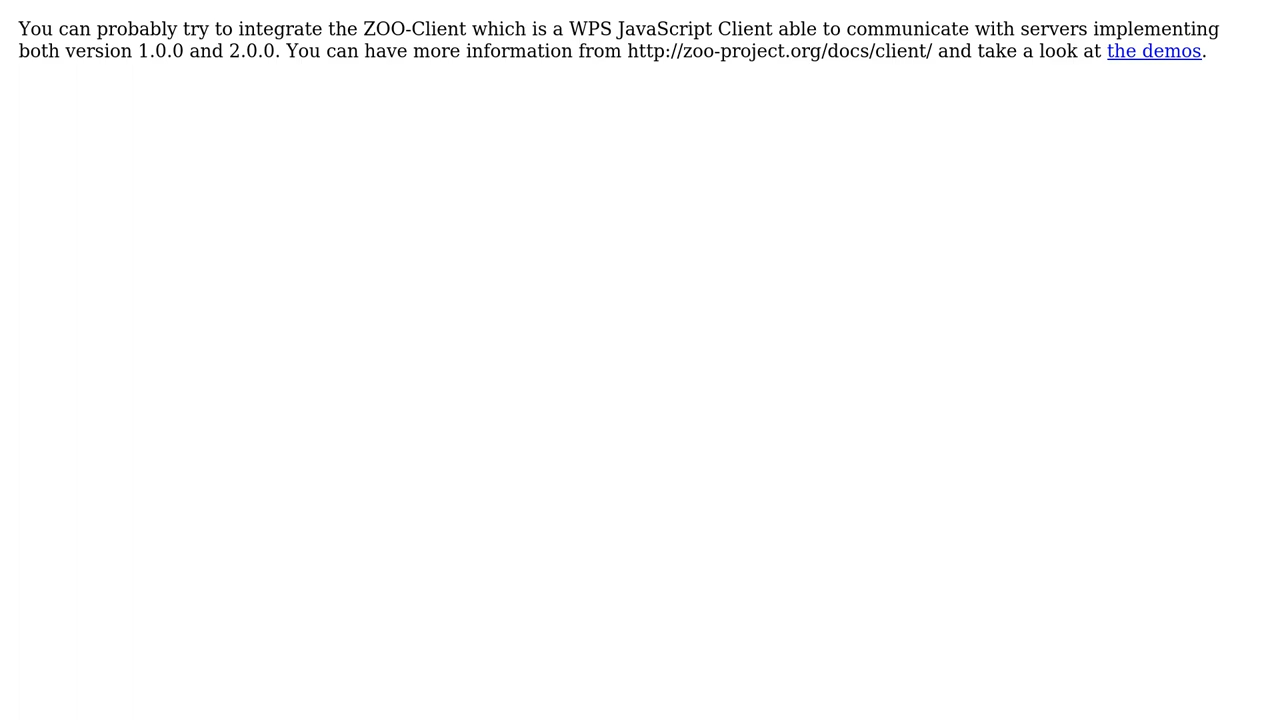 You can probably try to integrate the ZOO-Client which is a WPS JavaScript Client able to communicate with servers implementing
both version 1.0.0 and 2.0.0. You can have more information from http://zoo-project.org/docs/client/ and take a look at the demos.